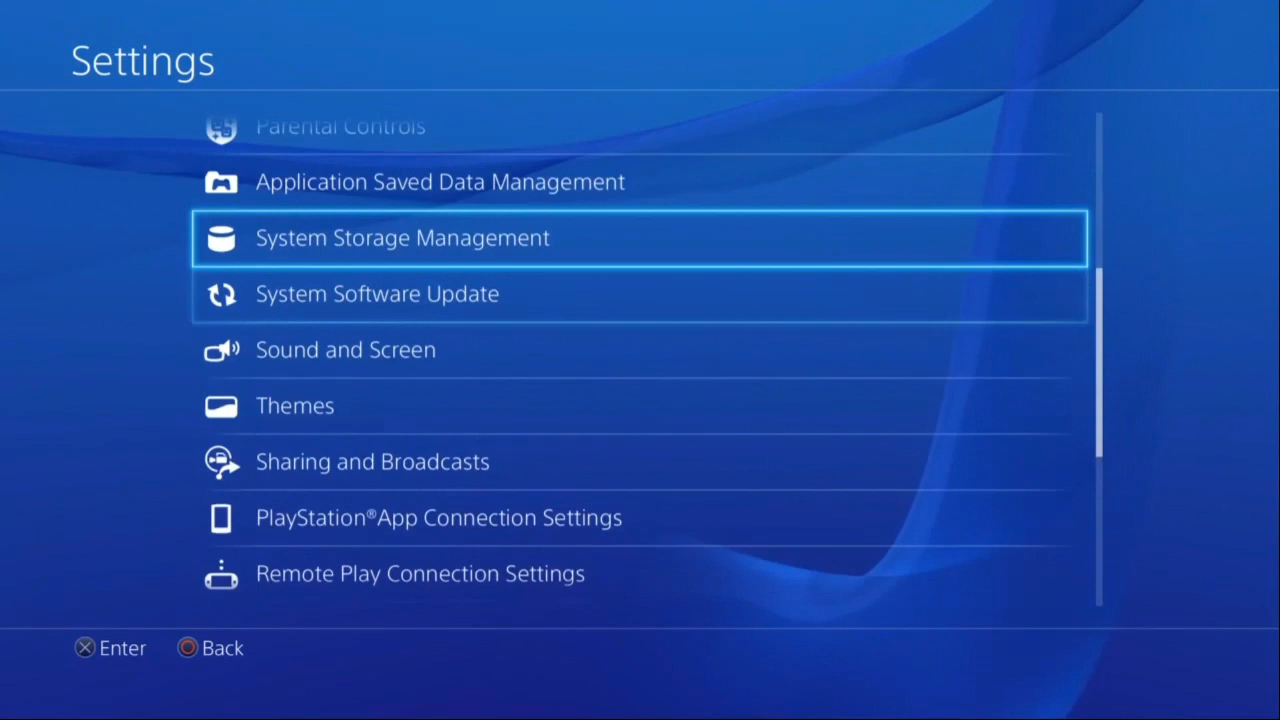 Settings
Parental Controls
Application Saved Data Management
System Storage Management
System Software Update
Sound and Screen
Themes
Sharing and Broadcasts
PlayStation®App Connection Settings
Remote Play Connection Settings
Enter Back